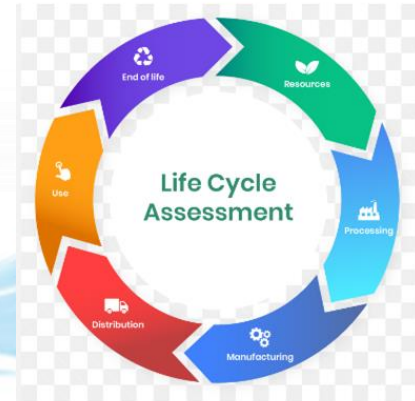 End of life
Resources
Life Cycle
Assessment
Use
Processing
Distribution
Manufacturing